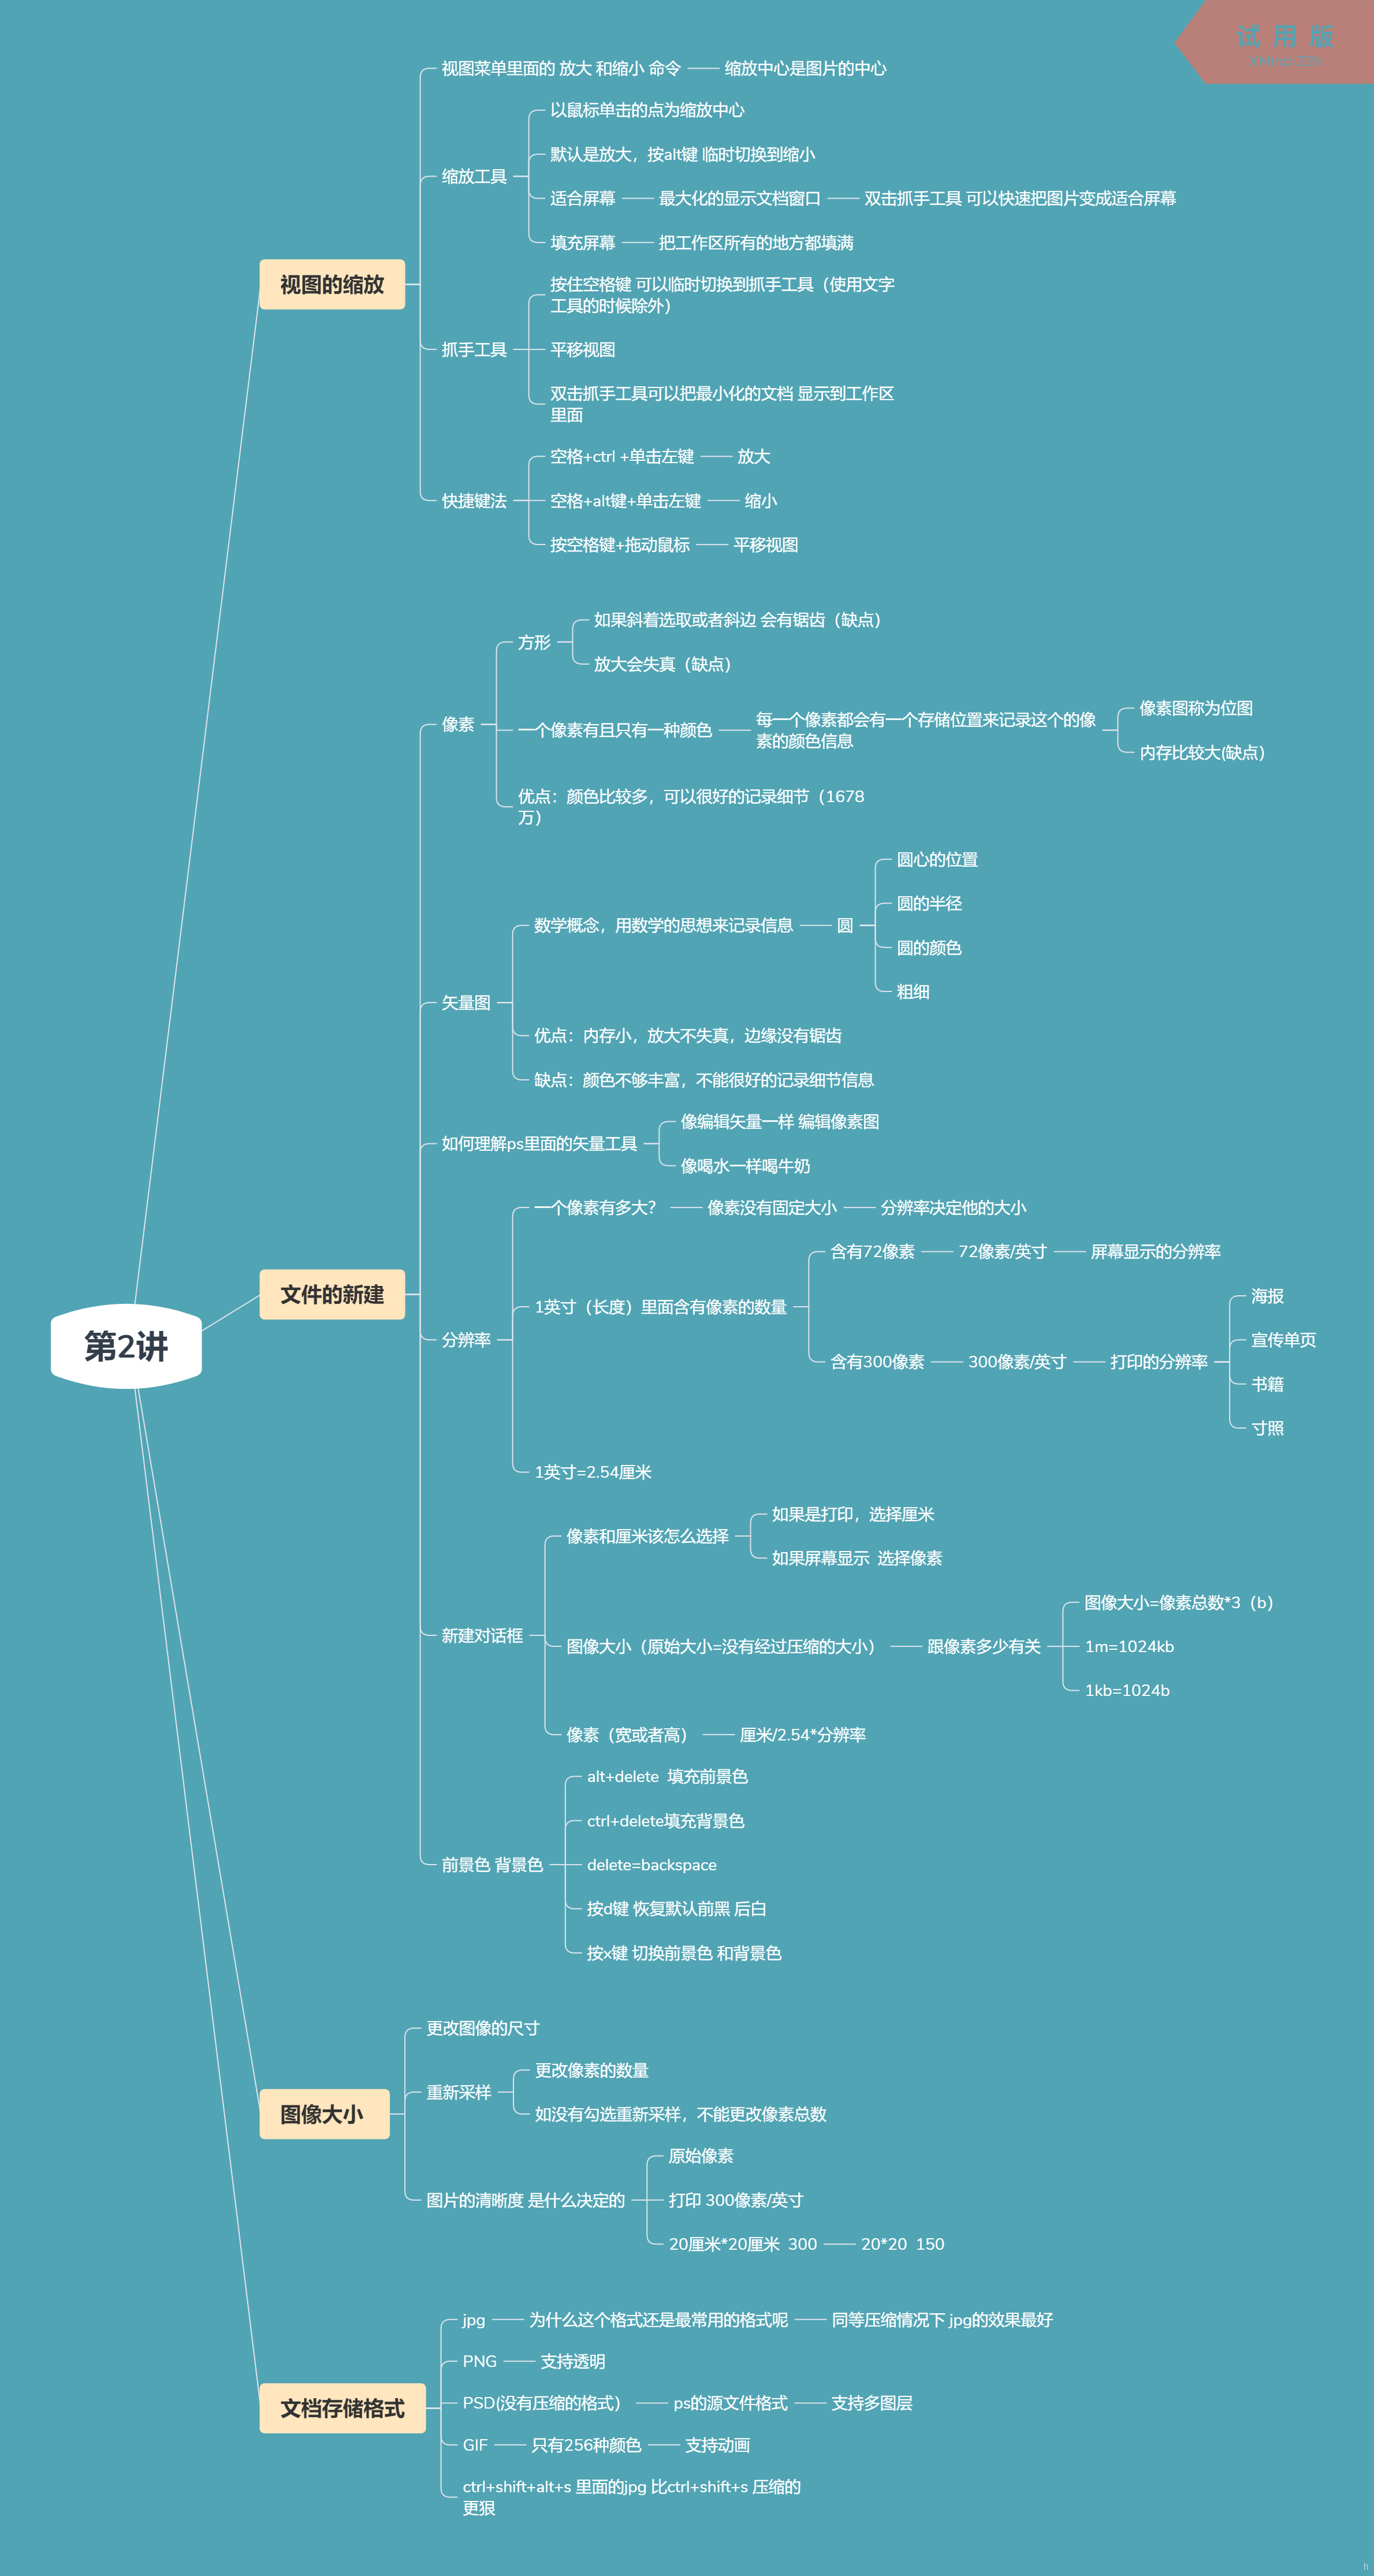 试用版
视图菜单里面的 放大 和缩小 命令
缩放中心是图片的中心
以鼠标单击的点为缩放中心
默认是放大，按alt键 临时切换到缩小
缩放工具
适合屏幕
最大化的显示文档窗口
双击抓手工具 可以快速把图片变成适合屏幕
填充屏幕
把工作区所有的地方都填满
视图的缩放
按住空格键 可以临时切换到抓手工具（使用文字
工具的时候除外）
抓手工具
平移视图
双击抓手工具可以把最小化的文档 显示到工作区
里面
空格+ctrl +单击左键
放大
快捷键法
空格+alt键+单击左键
缩小
按空格键+拖动鼠标
平移视图
如果斜着选取或者斜边 会有锯齿（缺点）
方形
放大会失真（缺点）
像素
一个像素有且只有一种颜色
每一个像素都会有一个存储位置来记录这个的像
素的颜色信息
像素图称为位图
内存比较大(缺点）
优点：颜色比较多，可以很好的记录细节（1678
万）
圆心的位置
圆的半径
数学概念，用数学的思想来记录信息
圆
圆的颜色
粗细
矢量图
优点：内存小，放大不失真，边缘没有锯齿
缺点：颜色不够丰富，不能很好的记录细节信息
如何理解ps里面的矢量工具
像编辑矢量一样 编辑像素图
像喝水一样喝牛奶
一个像素有多大？
像素没有固定大小
分辨率决定他的大小
含有72像素
72像素/英寸
屏幕显示的分辨率
文件的新建
1英寸（长度）里面含有像素的数量
海报
分辨率
宣传单页
含有300像素
300像素/英寸
打印的分辨率
第2讲
书籍
寸照
1英寸=2.54厘米
如果是打印，选择厘米
像素和厘米该怎么选择
如果屏幕显示 选择像素
图像大小=像素总数*3（b）
新建对话框
图像大小（原始大小=没有经过压缩的大小）
跟像素多少有关
1m=1024kb
1kb=1024b
像素（宽或者高）
厘米/2.54*分辨率
alt+delete 填充前景色
ctrl+delete填充背景色
前景色 背景色
delete=backspace
按d键 恢复默认前黑 后白
按x键 切换前景色 和背景色
更改图像的尺寸
更改像素的数量
重新采样
如没有勾选重新采样，不能更改像素总数
图像大小
原始像素
图片的清晰度 是什么决定的
打印 300像素/英寸
20厘米*20厘米 300
20*20 150
jpg
为什么这个格式还是最常用的格式呢
同等压缩情况下 jpg的效果最好
PNG
支持透明
文档存储格式
PSD(没有压缩的格式）
ps的源文件格式
支持多图层
GIF
只有256种颜色
支持动画
ctrl+shift+alt+s 里面的jpg 比ctrl+shift+s 压缩的
更狠